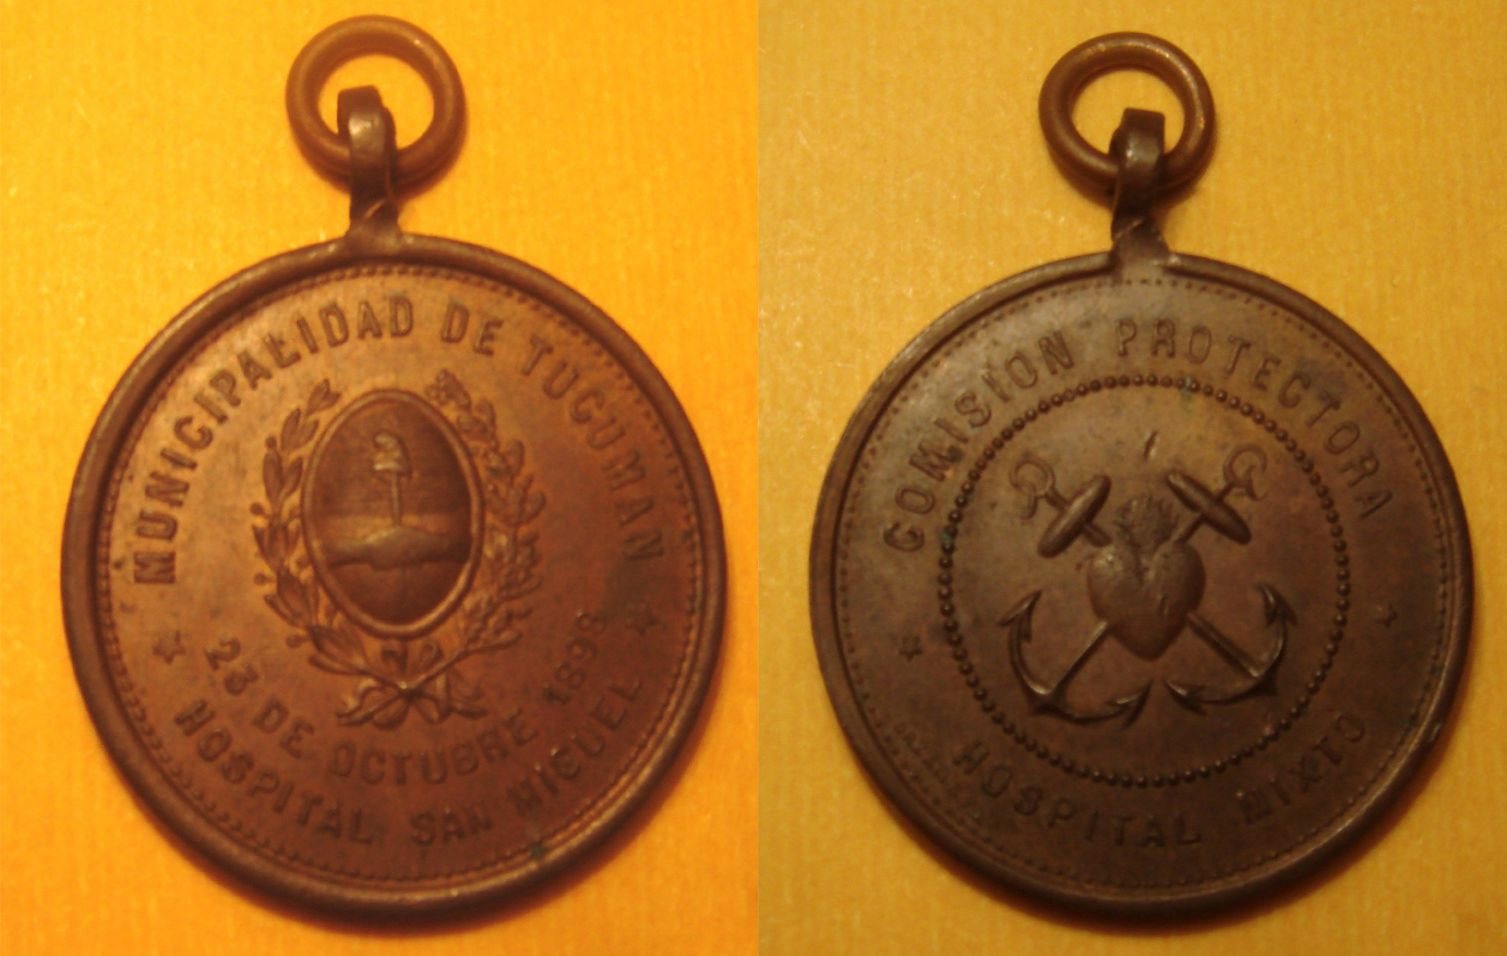 MUNICIPALIDAD DE TUCUMAN
23 DE OCTUBRE 1898
HOSPITAL SAN MIGUEL
COMISION PROTECTORA
HOSPITAL MIXTO